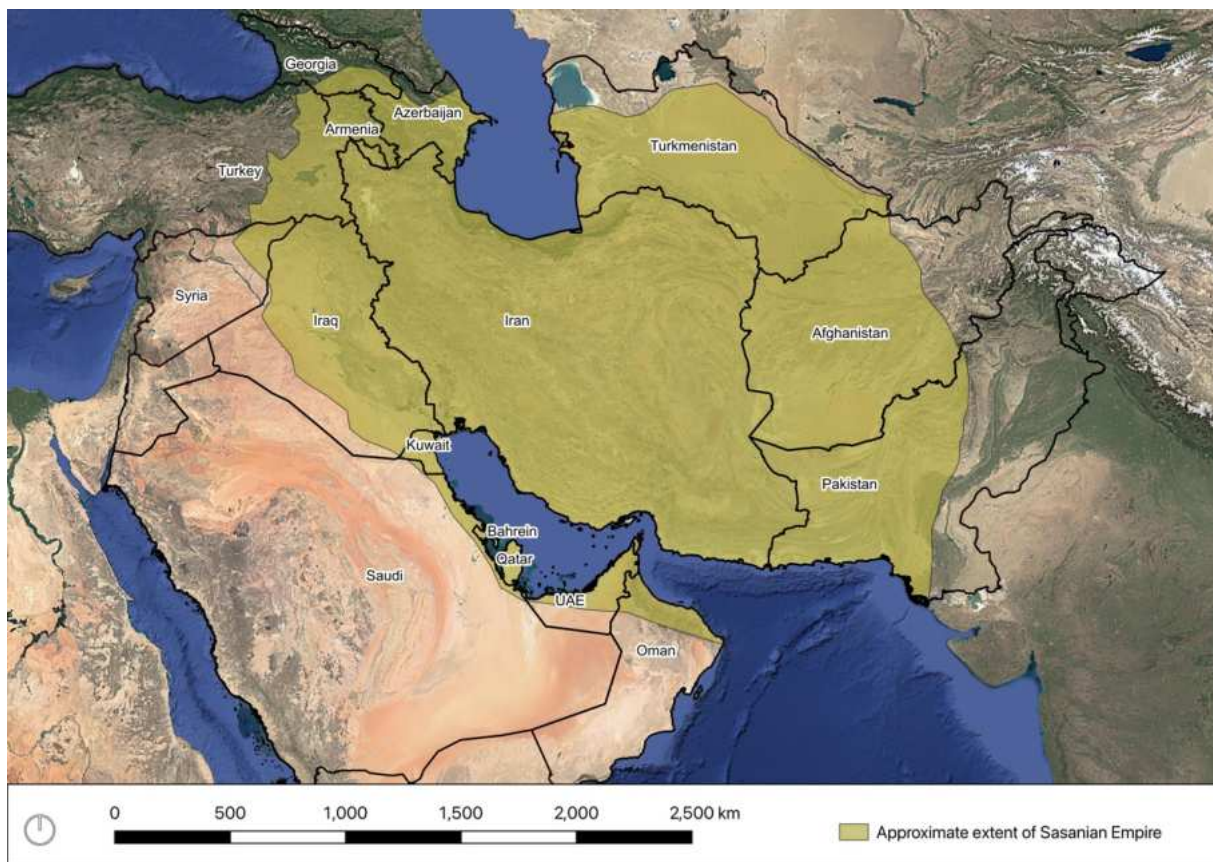 Georgia
Azerbaijan
Armenia
Turkmenistan
Turkey
Syria
Iraq
Iran
Afghanistan
Kuwait
Pakistan
Bahrein
Qatar
Saudi
UAE
Oman
0 500 1,000 1,500 2,000 2,500 km
Approximate extent of Sasanian Empire